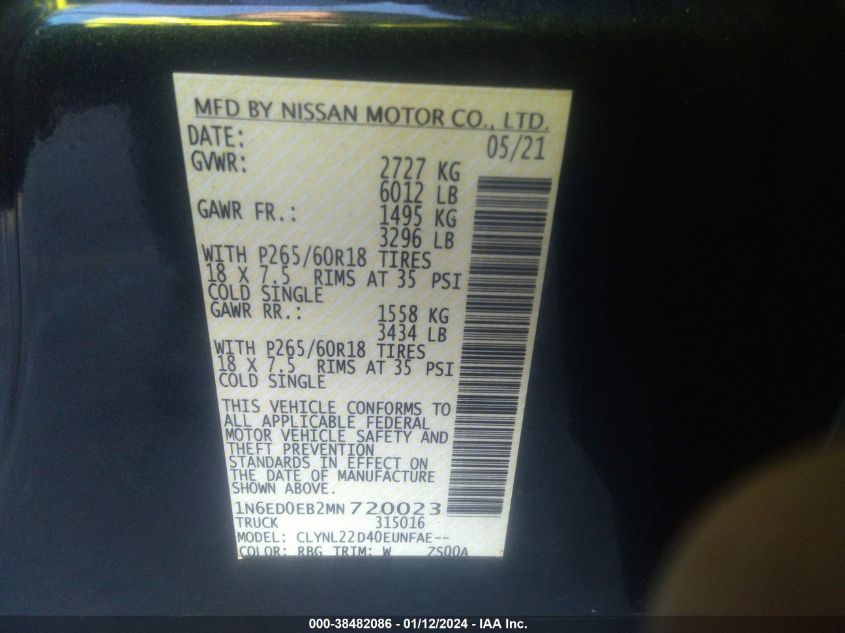 MFD BY NISSAN MOTOR CO., LTD.
DATE: 05/21
GVWR: 2727 KG
6012 LB
GAWR FR.: 1495 KG
3296 LB
WITH P265/60R18 TIRES
18 X 7.5 RIMS AT 35 PSI
COLD SINGLE
GAWR RR.: 1558 KG
3434 LB
WITH P265/60R18 TIRES
18 X 7.5 RIMS AT 35 PSI
COLD SINGLE
THIS VEHICLE CONFORMS TO
ALL APPLICABLE FEDERAL
MOTOR VEHICLE SAFETY AND
THEFT PREVENTION
STANDARDS IN EFFECT ON
THE DATE OF MANUFACTURE
SHOWN ABOVE.
1N6ED0EB2MN720023
TRUCK 315016
MODEL: CLYNL22D40EUNFAE--
COLOR: RBG TRIM: W ZS00A
000-38482086 - 01/12/2024 - IAA Inc.